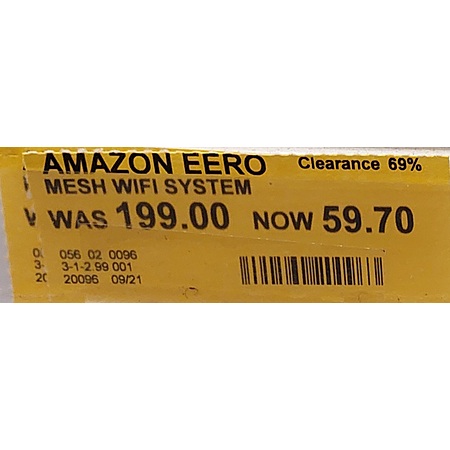 AMAZON EERO Clearance 69%
MESH WIFI SYSTEM
WAS 199.00 NOW 59.70
056 02 0096
3-1-2.99 001
20096 09/21